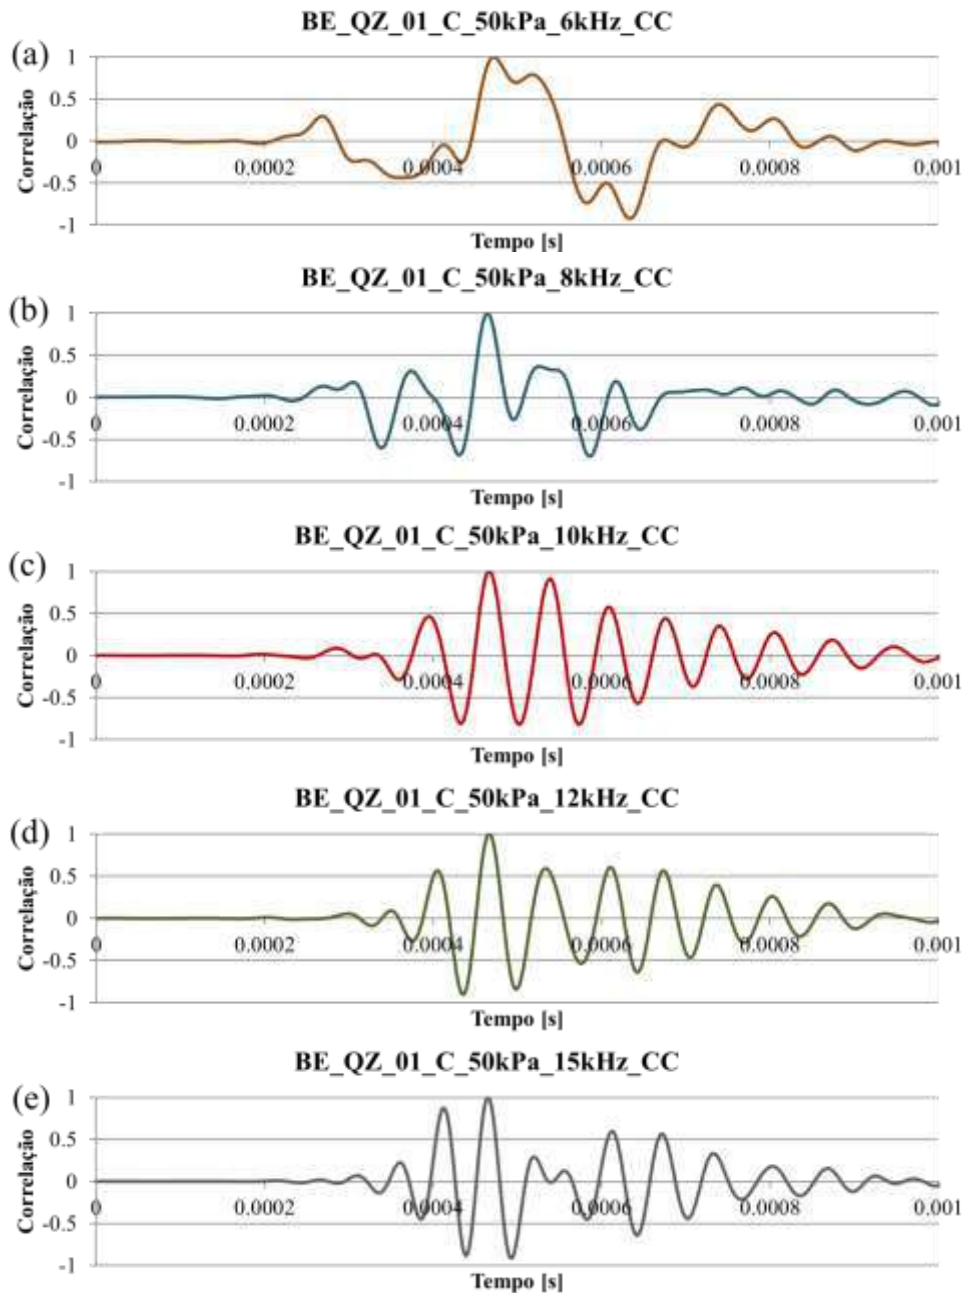 BE_QZ_01_C_50kPa_6kHz_CC
(a)
Correlação
1
0.5
0
-0.5
-1
0 0.0002 0.0004 0.0006 0.0008 0.001
Tempo [s]
BE_QZ_01_C_50kPa_8kHz_CC
(b)
Correlação
1
0.5
0
-0.5
-1
0 0.0002 0.0004 0.0006 0.0008 0.001
Tempo [s]
BE_QZ_01_C_50kPa_10kHz_CC
(c)
Correlação
1
0.5
0
-0.5
-1
0 0.0002 0.0004 0.0006 0.0008 0.001
Tempo [s]
BE_QZ_01_C_50kPa_12kHz_CC
(d)
Correlação
1
0.5
0
-0.5
-1
0 0.0002 0.0004 0.0006 0.0008 0.001
Tempo [s]
BE_QZ_01_C_50kPa_15kHz_CC
(e)
Correlação
1
0.5
0
-0.5
-1
0 0.0002 0.0004 0.0006 0.0008 0.001
Tempo [s]